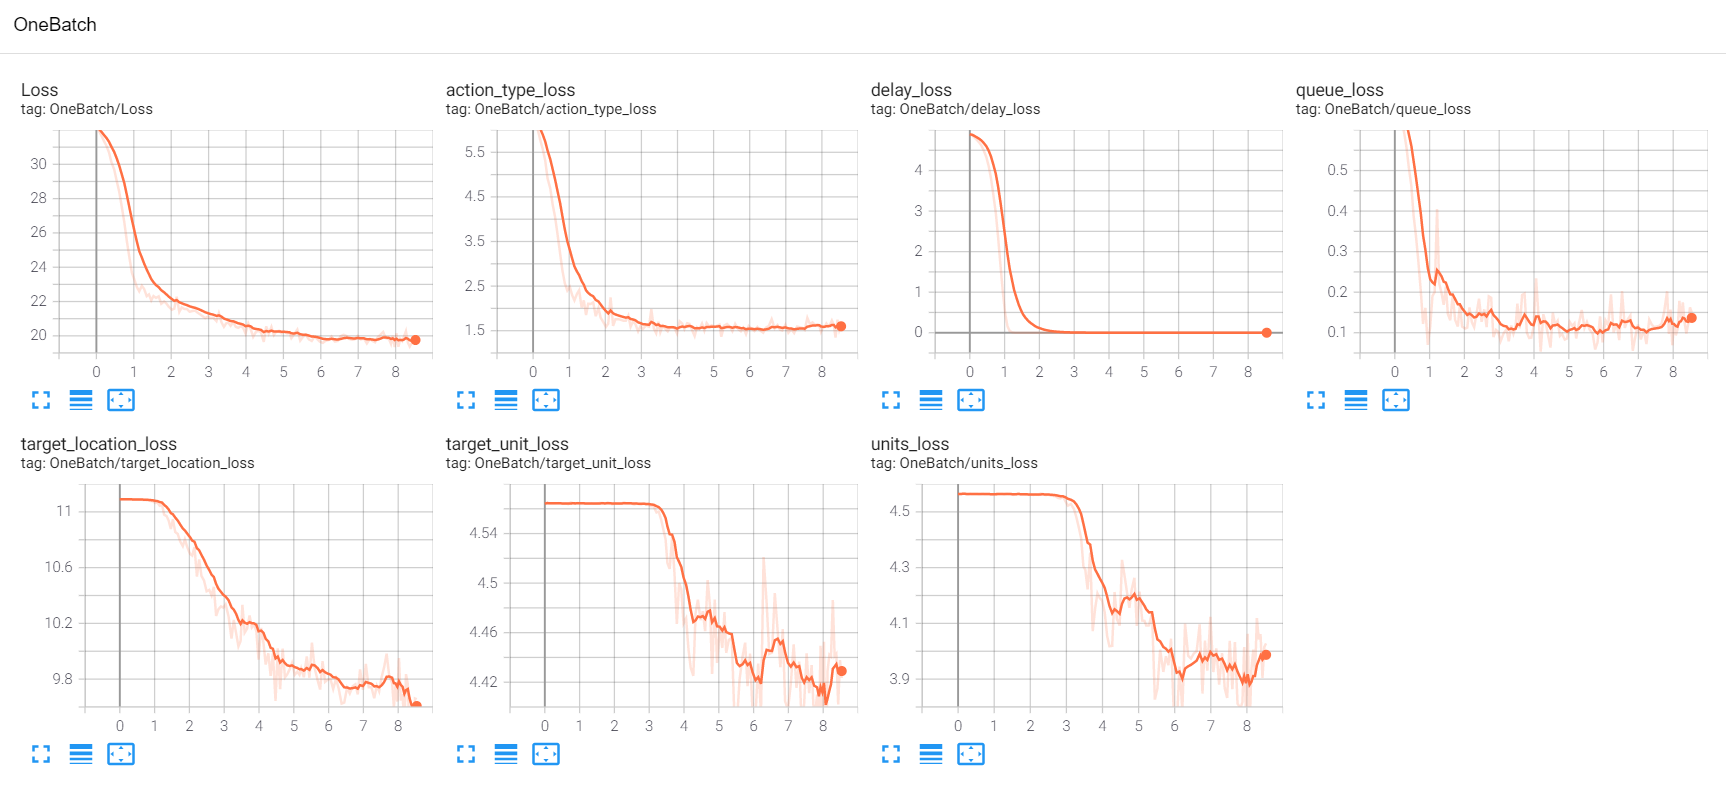 OneBatch
Loss
tag: OneBatch/Loss
30
28
26
24
22
20
0 1 2 3 4 5 6 7 8
action_type_loss
tag: OneBatch/action_type_loss
5.5
4.5
3.5
2.5
1.5
0 1 2 3 4 5 6 7 8
delay_loss
tag: OneBatch/delay_loss
4
3
2
1
0
0 1 2 3 4 5 6 7 8
queue_loss
tag: OneBatch/queue_loss
0.5
0.4
0.3
0.2
0.1
0 1 2 3 4 5 6 7 8
target_location_loss
tag: OneBatch/target_location_loss
11
10.6
10.2
9.8
0 1 2 3 4 5 6 7 8
target_unit_loss
tag: OneBatch/target_unit_loss
4.54
4.5
4.46
4.42
0 1 2 3 4 5 6 7 8
units_loss
tag: OneBatch/units_loss
4.5
4.3
4.1
3.9
0 1 2 3 4 5 6 7 8